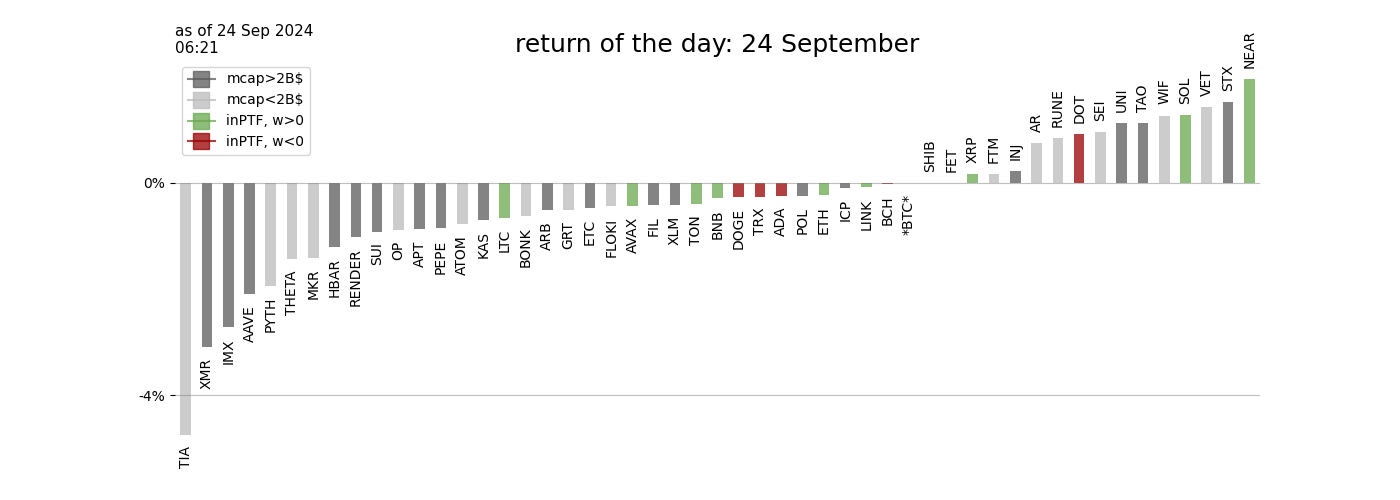 as of 24 Sep 2024
06:21
return of the day: 24 September
mcap>2B$
mcap<2B$
inPTF, w>0
inPTF, w<0
0%
-4%
TIA
XMR
IMX
AAVE
PYTH
THETA
MKR
HBAR
RENDER
SUI
OP
APT
PEPE
ATOM
KAS
LTC
BONK
ARB
GRT
ETC
FLOKI
AVAX
FIL
XLM
TON
BNB
DOGE
TRX
ADA
POL
ETH
ICP
LINK
BCH
*BTC*
SHIB
FET
XRP
FTM
INJ
AR
RUNE
DOT
SEI
UNI
TAO
WIF
SOL
VET
STX
NEAR